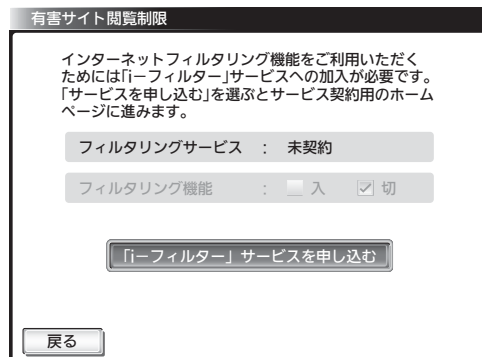 有害サイト閲覧制限
インターネットフィルタリング機能をご利用いただく
ためには「i－フィルター」サービスへの加入が必要です。
「サービスを申し込む」を選ぶとサービス契約用のホーム
ページに進みます。
フィルタリングサービス ： 未契約
フィルタリング機能 ： 入 切
「i－フィルター」サービスを申し込む
戻る